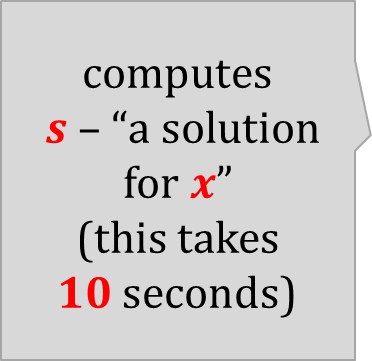 computes
s – “a solution
for x”
(this takes
10 seconds)